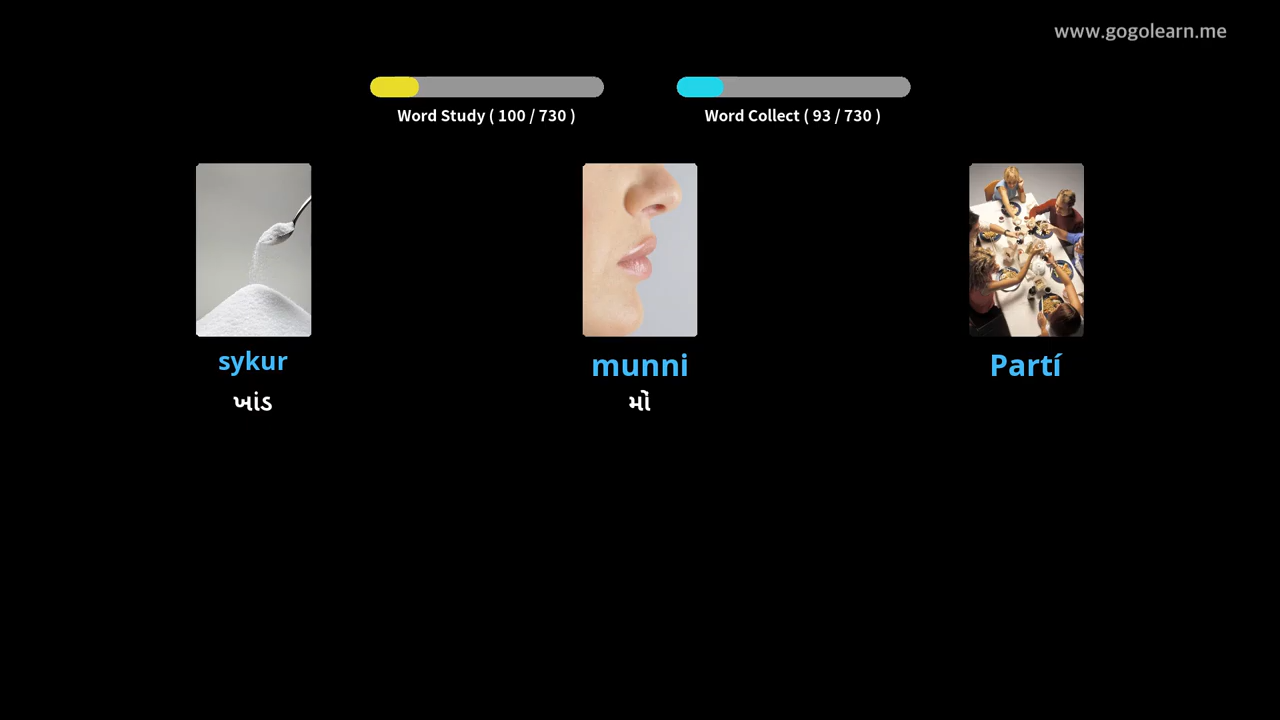 www.gogolearn.me
Word Study ( 100 / 730 )
Word Collect ( 93 / 730 )
sykur
munni
Partí
ખાંડ
મોં